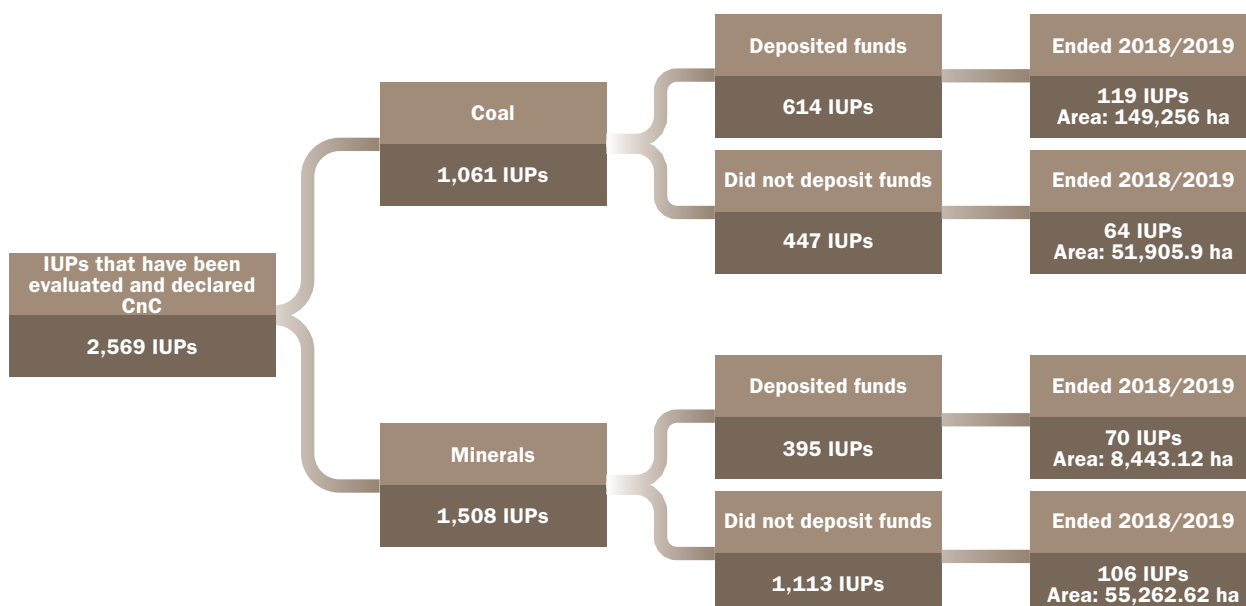 IUPs that have been
evaluated and declared
CnC
2,569 IUPs
Coal
1,061 IUPs
Deposited funds
614 IUPs
Ended 2018/2019
119 IUPs
Area: 149,256 ha
Did not deposit funds
447 IUPs
Ended 2018/2019
64 IUPs
Area: 51,905.9 ha
Minerals
1,508 IUPs
Deposited funds
395 IUPs
Ended 2018/2019
70 IUPs
Area: 8,443.12 ha
Did not deposit funds
1,113 IUPs
Ended 2018/2019
106 IUPs
Area: 55,262.62 ha